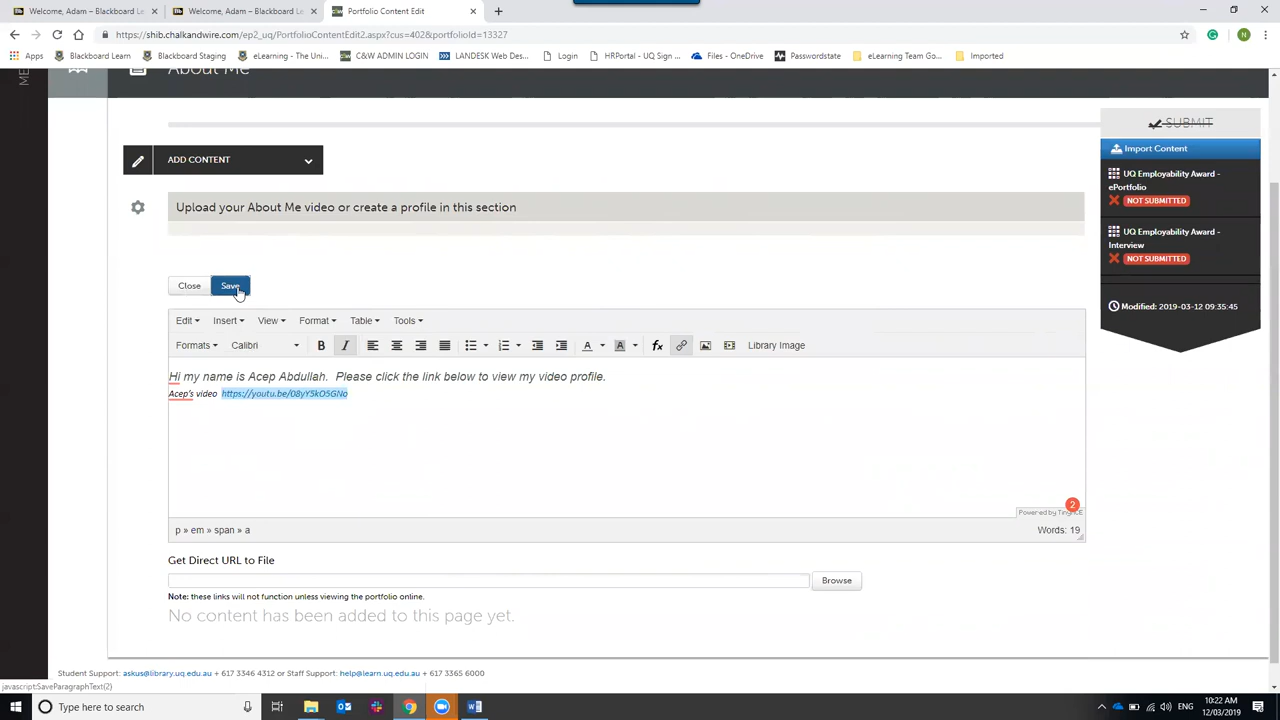 Welcome, Adam – Blackboard Le
Welcome, Adam – Blackboard L
Portfolio Content Edit
https://shib.chalkandwire.com/ep2_uq/PortfolioContentEdit2.aspx?cus=402&portfolioId=13327
Apps
Blackboard Learn
Blackboard Staging
eLearning - The Uni...
C&W ADMIN LOGIN
LANDESK Web Des...
Login
HRPortal - UQ Sign ...
Files - OneDrive
Passwordstate
eLearning Team Go...
Imported
ME
About Me
SUBMIT
Import Content
UQ Employability Award -
ePortfolio
NOT SUBMITTED
UQ Employability Award -
Interview
NOT SUBMITTED
Modified: 2019-03-12 09:35:45
ADD CONTENT
Upload your About Me video or create a profile in this section
Close
Save
Edit
Insert
View
Format
Table
Tools
Formats
Calibri
B
I
A
A
fx
Library Image
Hi my name is Acep Abdullah. Please click the link below to view my video profile.
Acep's video https://youtu.be/08yY5kO5GNo
2
Powered by TinyMCE
p » em » span » a
Words: 19
Get Direct URL to File
Browse
Note: these links will not function unless viewing the portfolio online.
No content has been added to this page yet.
Student Support: askus@library.uq.edu.au + 617 3346 4312 or Staff Support: help@learn.uq.edu.au + 617 3365 6000
javascript:SaveParagraphText(2)
Type here to search
ENG
10:22 AM
12/03/2019